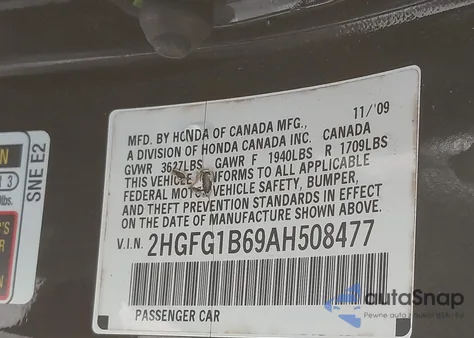 MFD. BY HONDA OF CANADA MFG., 11/'09
A DIVISION OF HONDA CANADA INC. CANADA
GVWR 3627LBS GAWR F 1940LBS R 1709LBS
THIS VEHICLE CONFORMS TO ALL APPLICABLE
FEDERAL MOTOR VEHICLE SAFETY, BUMPER,
AND THEFT PREVENTION STANDARDS IN EFFECT
ON THE DATE OF MANUFACTURE SHOWN ABOVE.
V.I.N. 2HGFG1B69AH508477
PASSENGER CAR
SNE E2
autoSnap